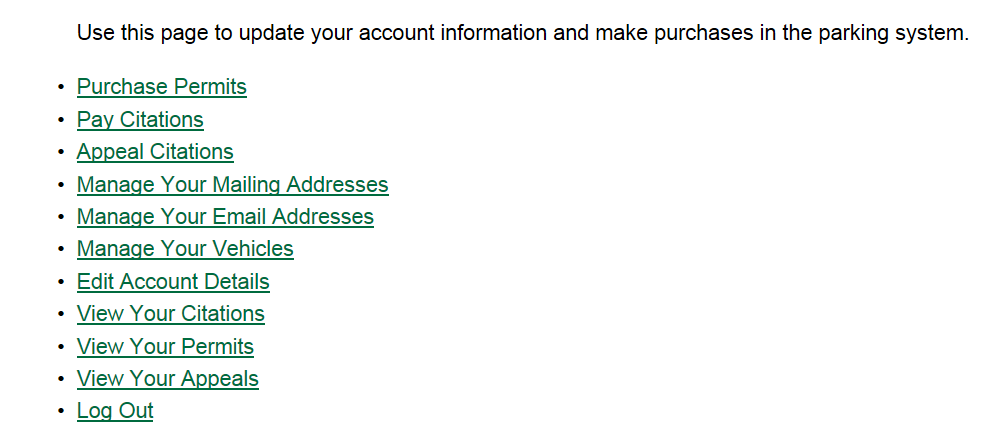 Use this page to update your account information and make purchases in the parking system.
• Purchase Permits
• Pay Citations
• Appeal Citations
• Manage Your Mailing Addresses
• Manage Your Email Addresses
• Manage Your Vehicles
• Edit Account Details
• View Your Citations
• View Your Permits
• View Your Appeals
• Log Out